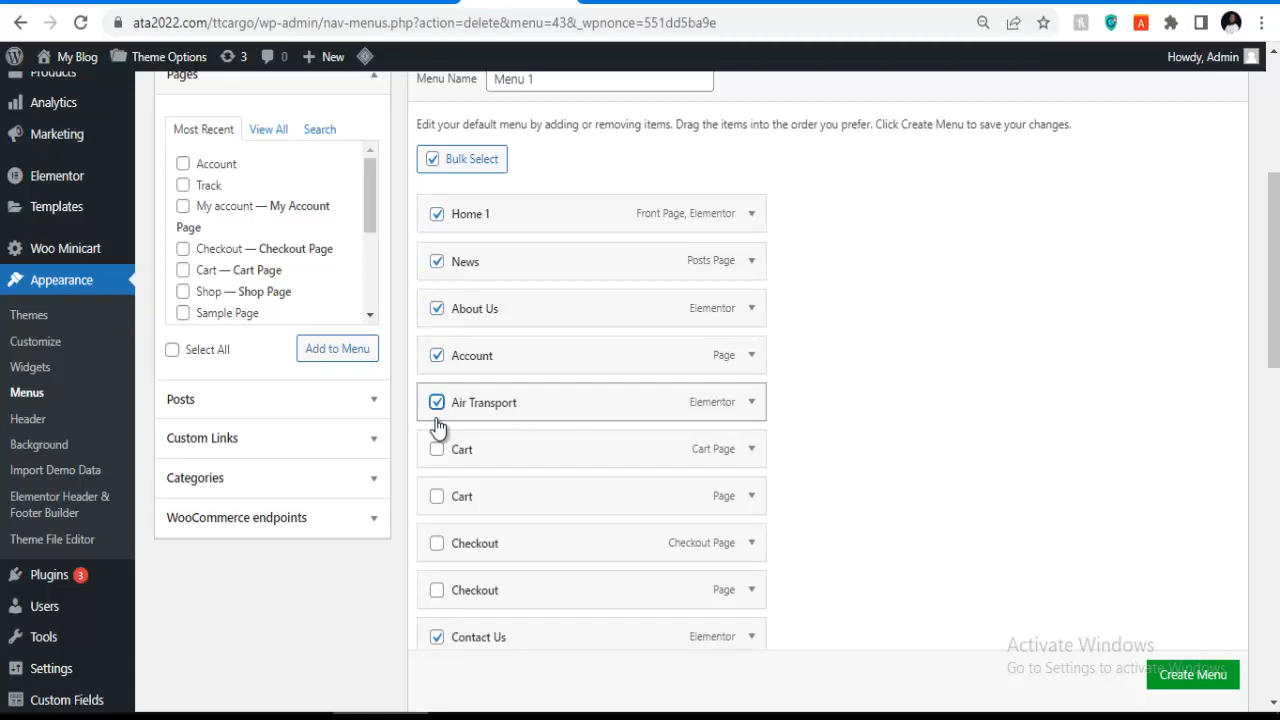 ata2022.com/ttcargo/wp-admin/nav-menus.php?action=delete&menu=43&_wpnonce=551dd5ba9e
My Blog Theme Options 3 0 New Howdy, Admin
Products
Analytics
Marketing
Elementor
Templates
Woo Minicart
Appearance
Themes
Customize
Widgets
Menus
Header
Background
Import Demo Data
Elementor Header &
Footer Builder
Theme File Editor
Plugins 3
Users
Tools
Settings
Custom Fields
Pages
Most Recent View All Search
Account
Track
My account — My Account
Page
Checkout — Checkout Page
Cart — Cart Page
Shop — Shop Page
Sample Page
Select All Add to Menu
Posts
Custom Links
Categories
WooCommerce endpoints
Menu Name Menu 1
Edit your default menu by adding or removing items. Drag the items into the order you prefer. Click Create Menu to save your changes.
Bulk Select
Home 1 Front Page, Elementor
News Posts Page
About Us Elementor
Account Page
Air Transport Elementor
Cart Cart Page
Cart Page
Checkout Checkout Page
Checkout Page
Contact Us Elementor
Activate Windows
Go to Settings to activate Windows.
Create Menu